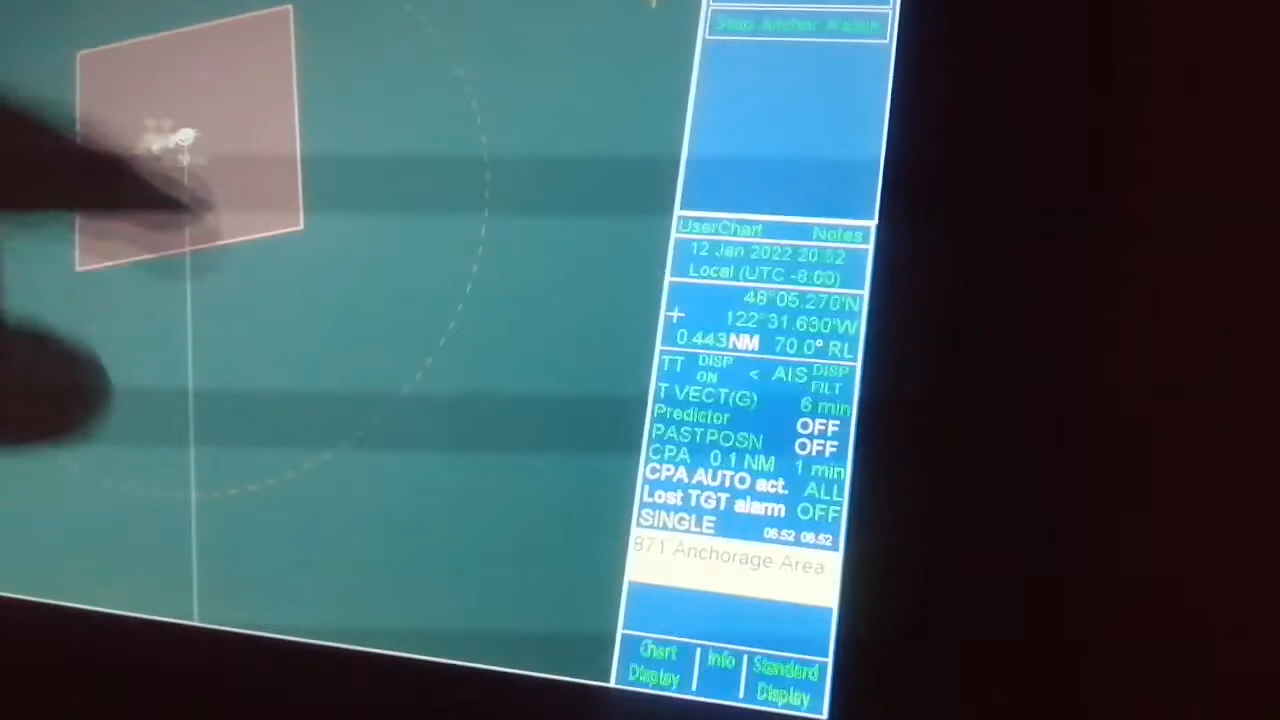 Stop Anchor Watch
UserChart Notes
12 Jan 2022 20:52
Local (UTC -8:00)
48°05.270'N
122°31.630'W
0.443NM 70.0° RL
TT DISP ON < AIS DISP FILT
T VECT(G) 6 min
Predictor OFF
PASTPOSN OFF
CPA 0.1 NM 1 min
CPA AUTO act. ALL
Lost TGT alarm OFF
SINGLE 06:52 06:52
871 Anchorage Area
Chart Display
Info
Standard Display